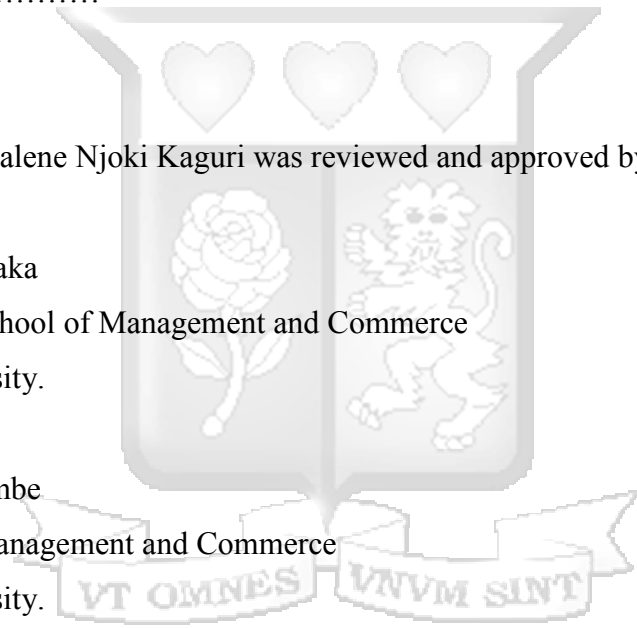 …………
alene Njoki Kaguri was reviewed and approved by
aka
hool of Management and Commerce
sity.
nbe
anagement and Commerce
sity.
VT OMNES VNVM SINT